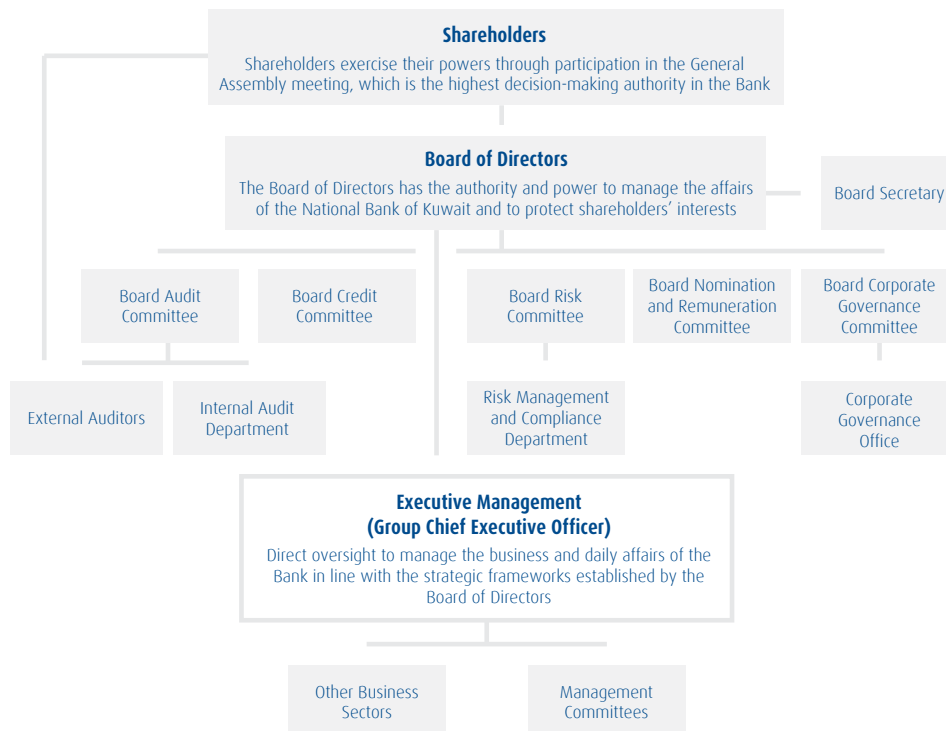 Shareholders
Shareholders exercise their powers through participation in the General
Assembly meeting, which is the highest decision-making authority in the Bank
Board of Directors
The Board of Directors has the authority and power to manage the affairs
of the National Bank of Kuwait and to protect shareholders’ interests
Board Secretary
Board Audit
Committee
Board Credit
Committee
Board Risk
Committee
Board Nomination
and Remuneration
Committee
Board Corporate
Governance
Committee
External Auditors
Internal Audit
Department
Risk Management
and Compliance
Department
Corporate
Governance
Office
Executive Management
(Group Chief Executive Officer)
Direct oversight to manage the business and daily affairs of the
Bank in line with the strategic frameworks established by the
Board of Directors
Other Business
Sectors
Management
Committees